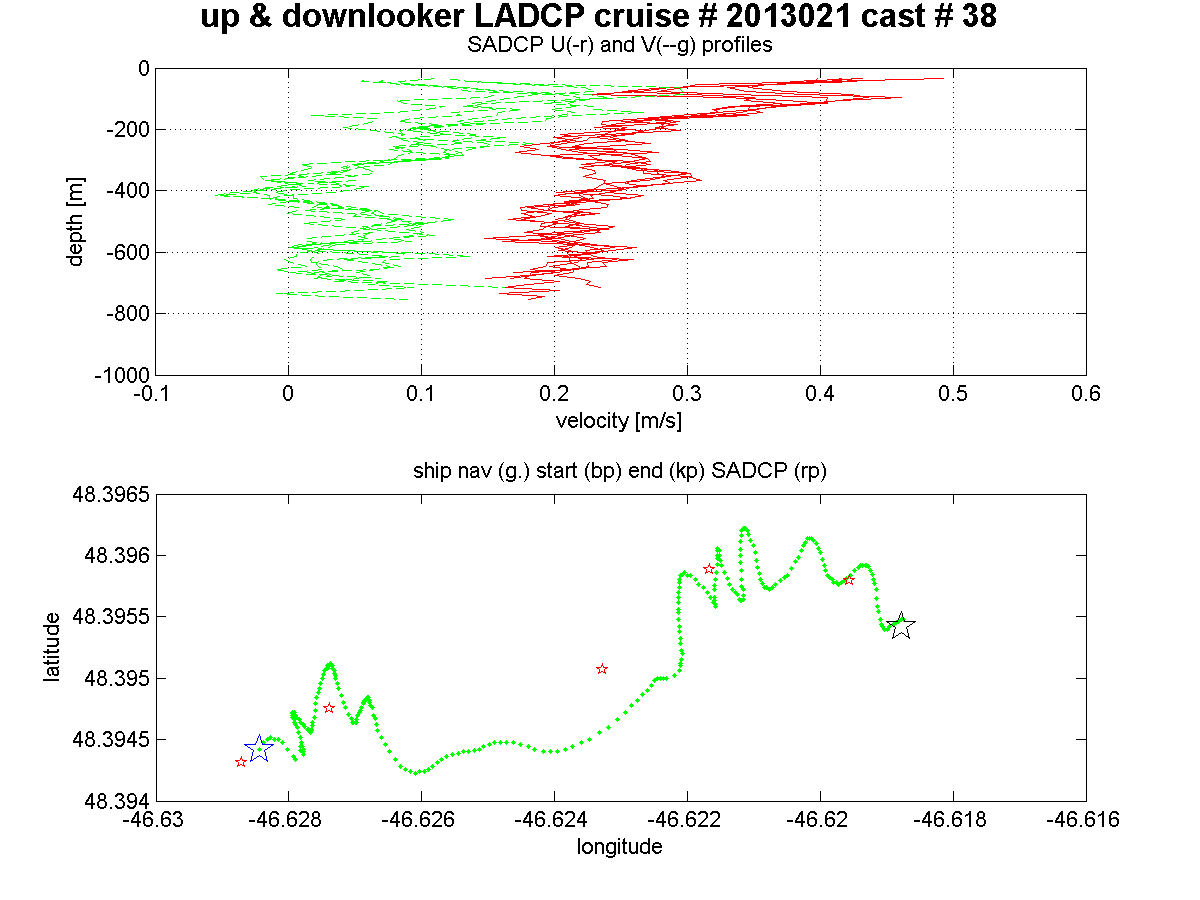 up & downlooker LADCP cruise # 2013021 cast # 38
SADCP U(-r) and V(--g) profiles
0
-200
-400
-600
-800
-1000
depth [m]
-0.1 0 0.1 0.2 0.3 0.4 0.5 0.6
velocity [m/s]
ship nav (g.) start (bp) end (kp) SADCP (rp)
48.3965
48.396
48.3955
48.395
48.3945
48.394
latitude
-46.63 -46.628 -46.626 -46.624 -46.622 -46.62 -46.618 -46.616
longitude